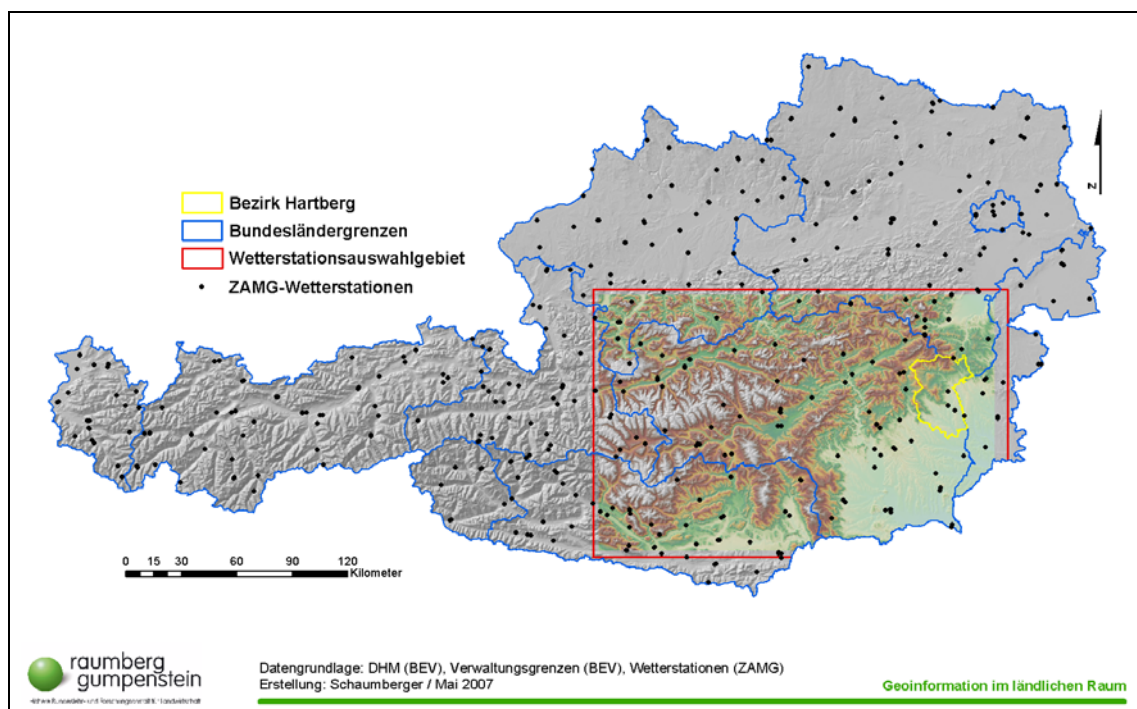 N
Bezirk Hartberg
Bundesländergrenzen
Wetterstationsauswahlgebiet
ZAMG-Wetterstationen
0 15 30 60 90 120
Kilometer
raumberg
gumpenstein
Datengrundlage: DHM (BEV), Verwaltungsgrenzen (BEV), Wetterstationen (ZAMG)
Erstellung: Schaumberger / Mai 2007
Geoinformation im ländlichen Raum